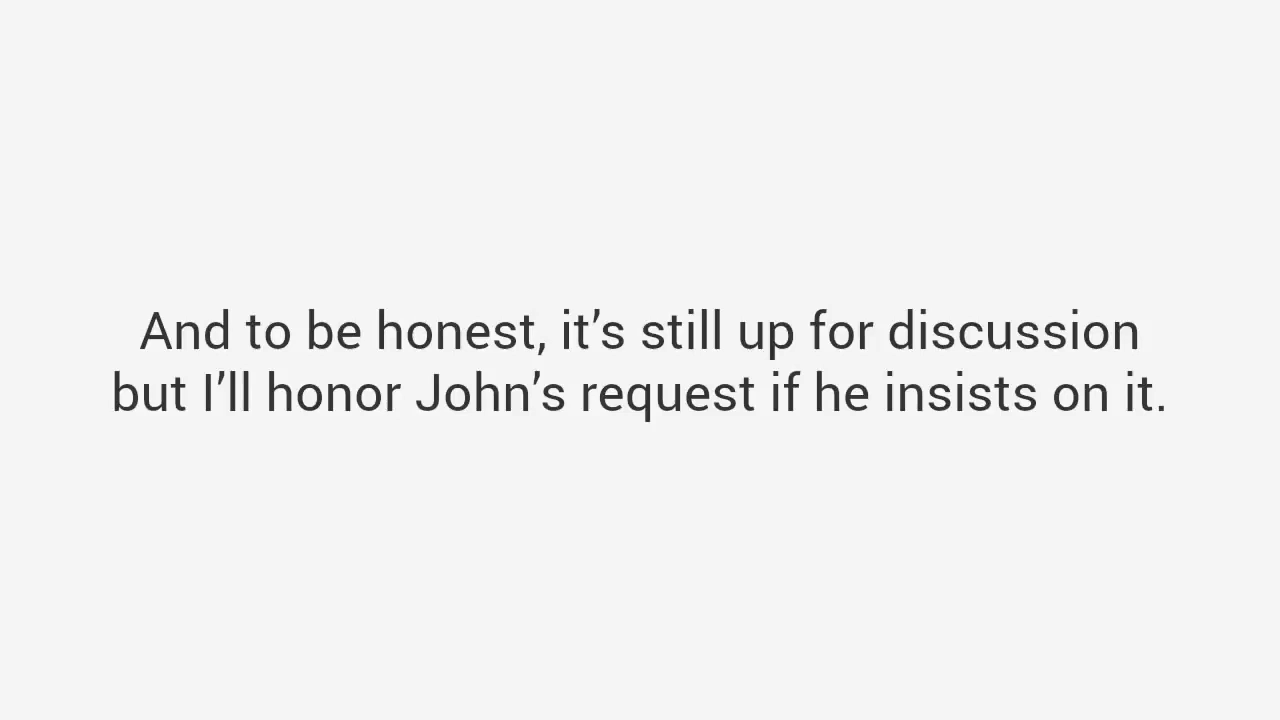 And to be honest, it’s still up for discussion
but I’ll honor John’s request if he insists on it.